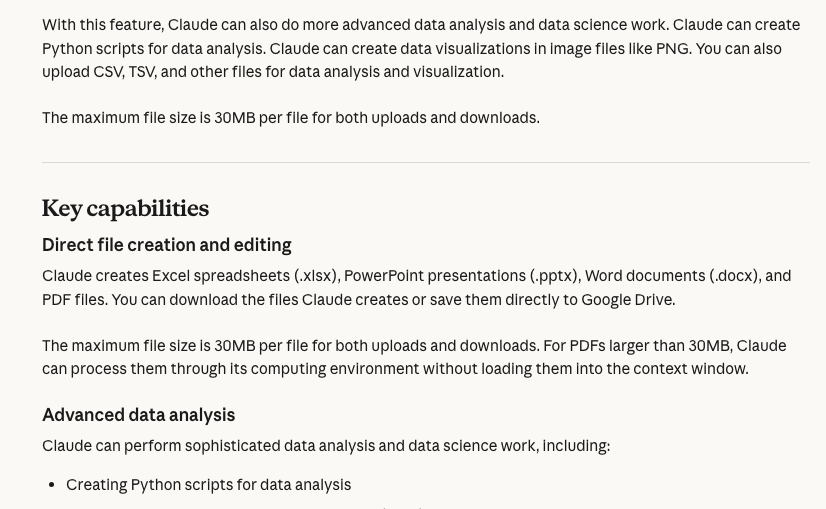 With this feature, Claude can also do more advanced data analysis and data science work. Claude can create
Python scripts for data analysis. Claude can create data visualizations in image files like PNG. You can also
upload CSV, TSV, and other files for data analysis and visualization.
The maximum file size is 30MB per file for both uploads and downloads.
Key capabilities
Direct file creation and editing
Claude creates Excel spreadsheets (.xlsx), PowerPoint presentations (.pptx), Word documents (.docx), and
PDF files. You can download the files Claude creates or save them directly to Google Drive.
The maximum file size is 30MB per file for both uploads and downloads. For PDFs larger than 30MB, Claude
can process them through its computing environment without loading them into the context window.
Advanced data analysis
Claude can perform sophisticated data analysis and data science work, including:
• Creating Python scripts for data analysis